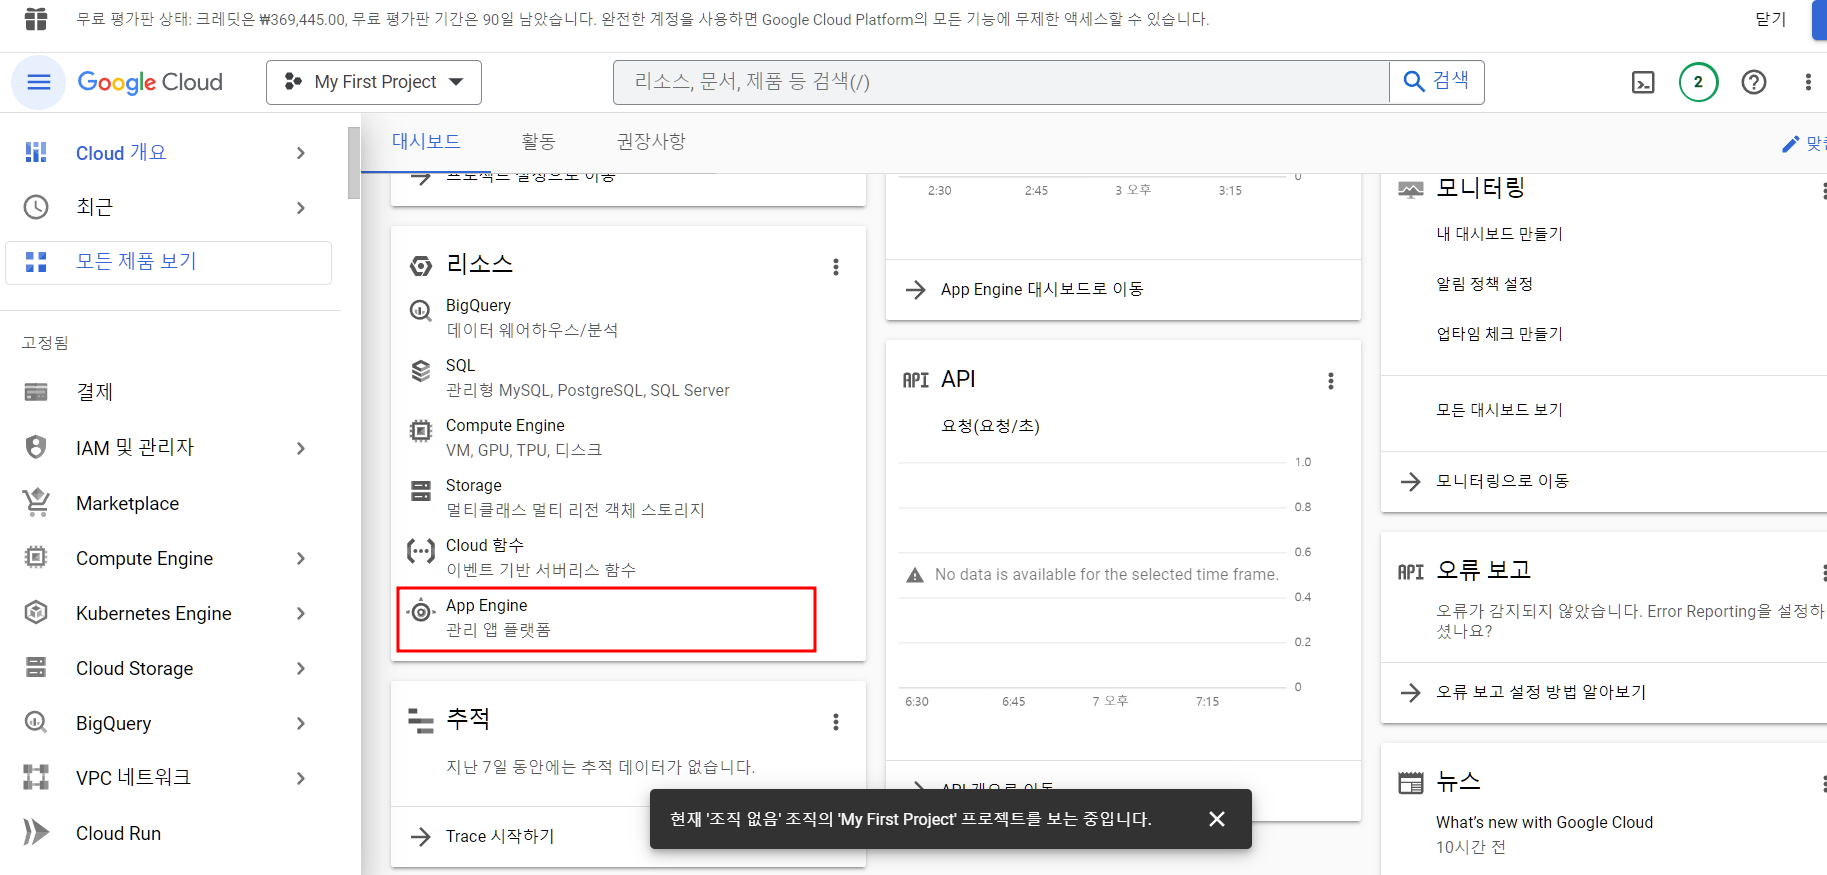 무료 평가판 상태: 크레딧은 ₩369,445.00, 무료 평가판 기간은 90일 남았습니다. 완전한 계정을 사용하면 Google Cloud Platform의 모든 기능에 무제한 액세스할 수 있습니다.
닫기
Google Cloud
My First Project
리소스, 문서, 제품 등 검색(/)
검색
2
Cloud 개요
최근
모든 제품 보기
고정됨
결제
IAM 및 관리자
Marketplace
Compute Engine
Kubernetes Engine
Cloud Storage
BigQuery
VPC 네트워크
Cloud Run
대시보드
활동
권장사항
프로젝트 설정으로 이동
리소스
BigQuery
데이터 웨어하우스/분석
SQL
관리형 MySQL, PostgreSQL, SQL Server
Compute Engine
VM, GPU, TPU, 디스크
Storage
멀티클래스 멀티 리전 객체 스토리지
Cloud 함수
이벤트 기반 서버리스 함수
App Engine
관리 앱 플랫폼
추적
지난 7일 동안에는 추적 데이터가 없습니다.
Trace 시작하기
0
2:30 2:45 3 오후 3:15
App Engine 대시보드로 이동
API API
요청(요청/초)
1.0
0.8
0.6
No data is available for the selected time frame.
0.4
0.2
0
6:30 6:45 7 오후 7:15
API 개요로 이동
현재 '조직 없음' 조직의 'My First Project' 프로젝트를 보는 중입니다.
모니터링
내 대시보드 만들기
알림 정책 설정
업타임 체크 만들기
모든 대시보드 보기
모니터링으로 이동
API 오류 보고
오류가 감지되지 않았습니다. Error Reporting을 설정하
셨나요?
오류 보고 설정 방법 알아보기
뉴스
What's new with Google Cloud
10시간 전